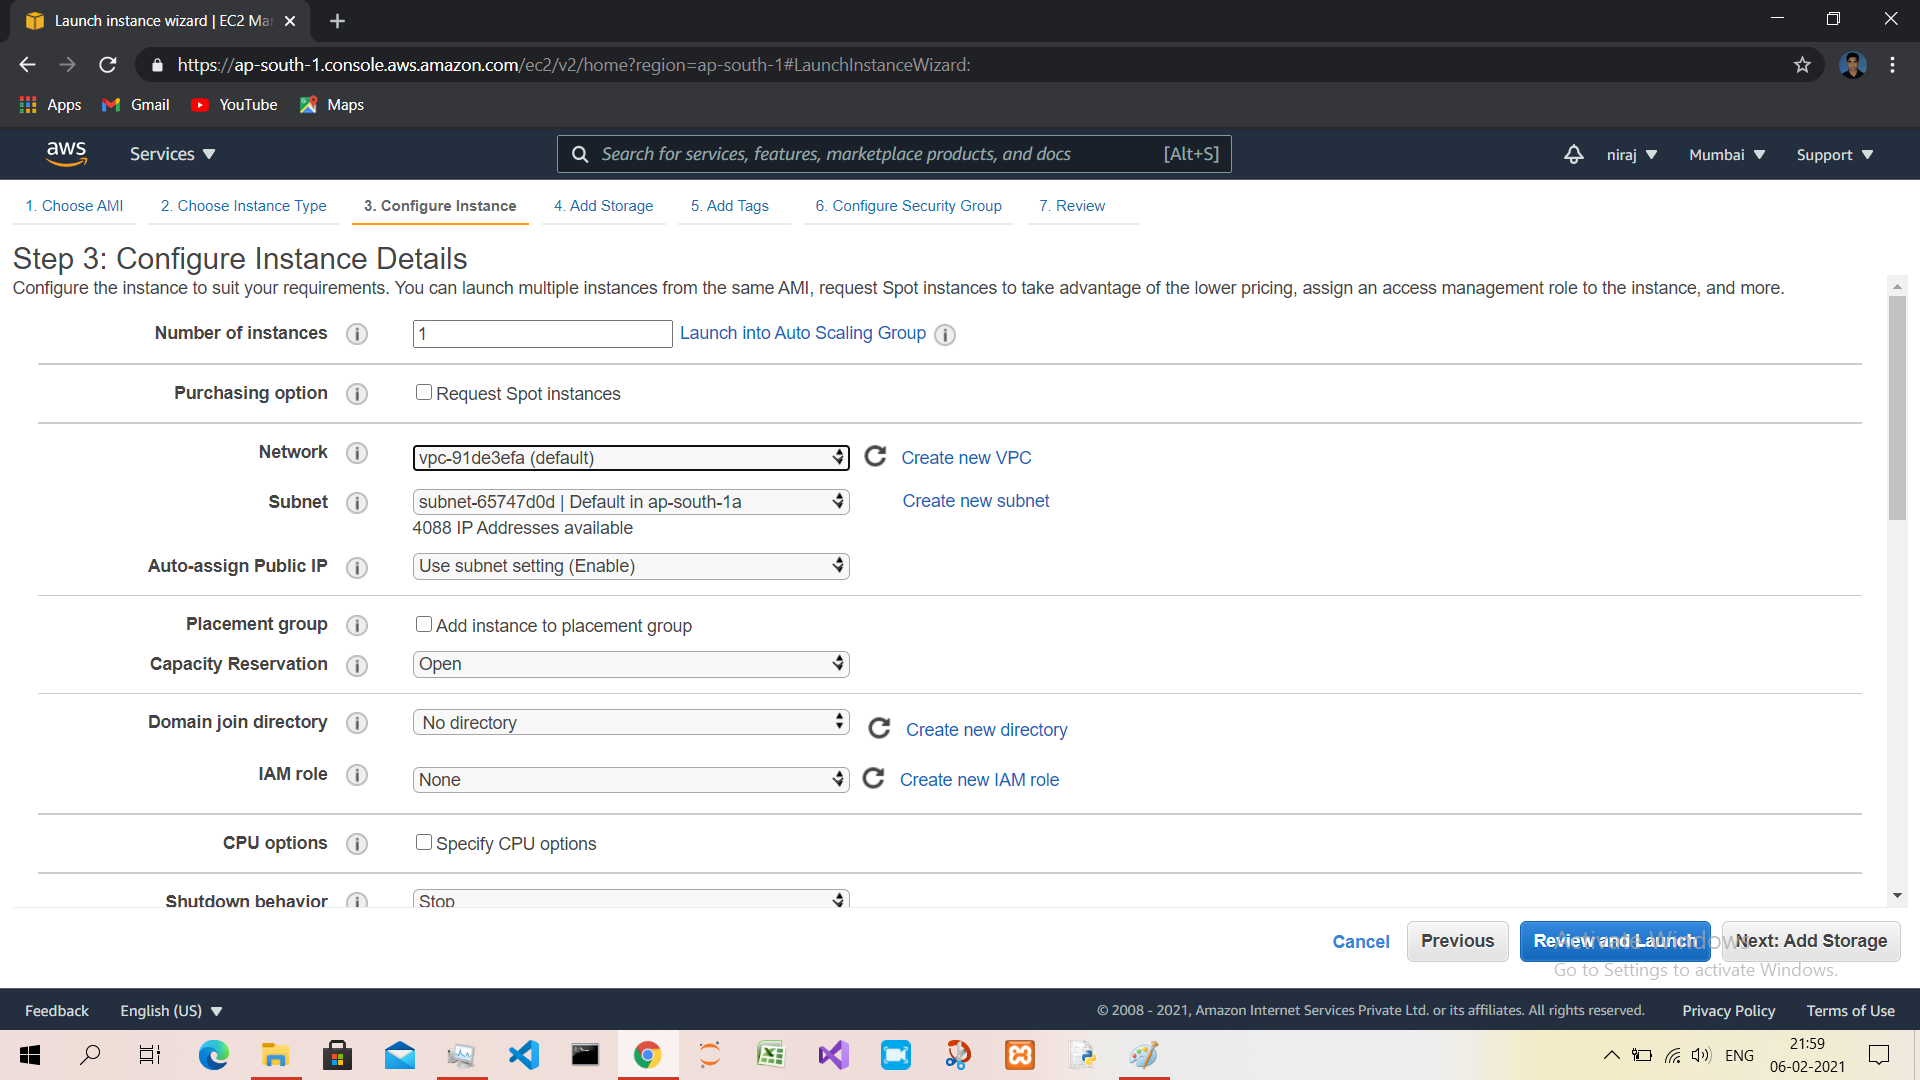 Launch instance wizard | EC2 Mar
https://ap-south-1.console.aws.amazon.com/ec2/v2/home?region=ap-south-1#LaunchInstanceWizard:
Apps Gmail YouTube Maps
aws Services Search for services, features, marketplace products, and docs [Alt+S] niraj Mumbai Support
1. Choose AMI 2. Choose Instance Type 3. Configure Instance 4. Add Storage 5. Add Tags 6. Configure Security Group 7. Review
Step 3: Configure Instance Details
Configure the instance to suit your requirements. You can launch multiple instances from the same AMI, request Spot instances to take advantage of the lower pricing, assign an access management role to the instance, and more.
Number of instances i 1 Launch into Auto Scaling Group i
Purchasing option i Request Spot instances
Network i vpc-91de3efa (default) Create new VPC
Subnet i subnet-65747d0d | Default in ap-south-1a Create new subnet
4088 IP Addresses available
Auto-assign Public IP i Use subnet setting (Enable)
Placement group i Add instance to placement group
Capacity Reservation i Open
Domain join directory i No directory Create new directory
IAM role i None Create new IAM role
CPU options i Specify CPU options
Shutdown behavior i Stop
Cancel Previous Review and Launch Next: Add Storage
Activate Windows
Go to Settings to activate Windows.
Feedback English (US) © 2008 - 2021, Amazon Internet Services Private Ltd. or its affiliates. All rights reserved. Privacy Policy Terms of Use
ENG 21:59
06-02-2021